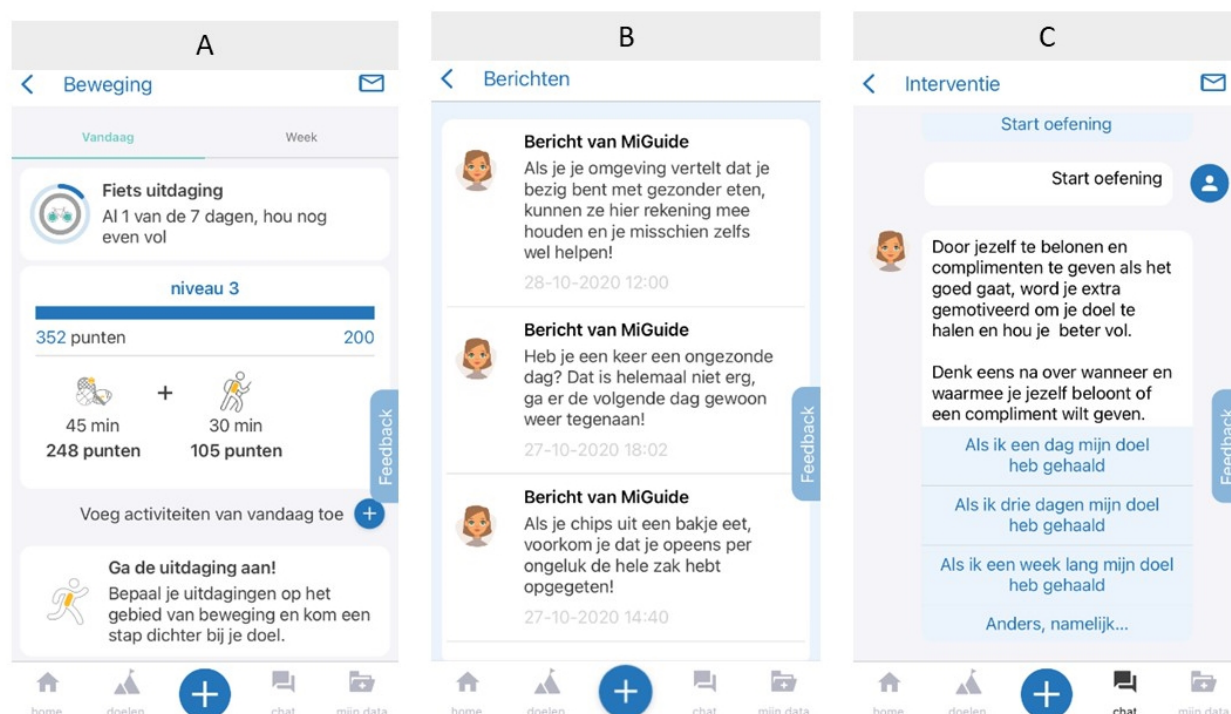 A
Beweging
Vandaag
Week
Fiets uitdaging
Al 1 van de 7 dagen, hou nog
even vol
niveau 3
352 punten
200
+
45 min
30 min
248 punten
105 punten
Feedback
Voeg activiteiten van vandaag toe +
Ga de uitdaging aan!
Bepaal je uitdagingen op het
gebied van beweging en kom een
stap dichter bij je doel.
home
doelen
+
chat
mijn data
B
Berichten
Bericht van MiGuide
Als je je omgeving vertelt dat je
bezig bent met gezonder eten,
kunnen ze hier rekening mee
houden en je misschien zelfs
wel helpen!
28-10-2020 12:00
Bericht van MiGuide
Heb je een keer een ongezonde
dag? Dat is helemaal niet erg,
ga er de volgende dag gewoon
weer tegenaan!
27-10-2020 18:02
Feedback
Bericht van MiGuide
Als je chips uit een bakje eet,
voorkom je dat je opeens per
ongeluk de hele zak hebt
opgegeten!
27-10-2020 14:40
home
doelen
+
chat
mijn data
C
Interventie
Start oefening
Start oefening
Door jezelf te belonen en
complimenten te geven als het
goed gaat, word je extra
gemotiveerd om je doel te
halen en hou je beter vol.
Denk eens na over wanneer en
waarmee je jezelf beloont of
een compliment wilt geven.
Feedback
Als ik een dag mijn doel
heb gehaald
Als ik drie dagen mijn doel
heb gehaald
Als ik een week lang mijn doel
heb gehaald
Anders, namelijk...
home
doelen
+
chat
mijn data